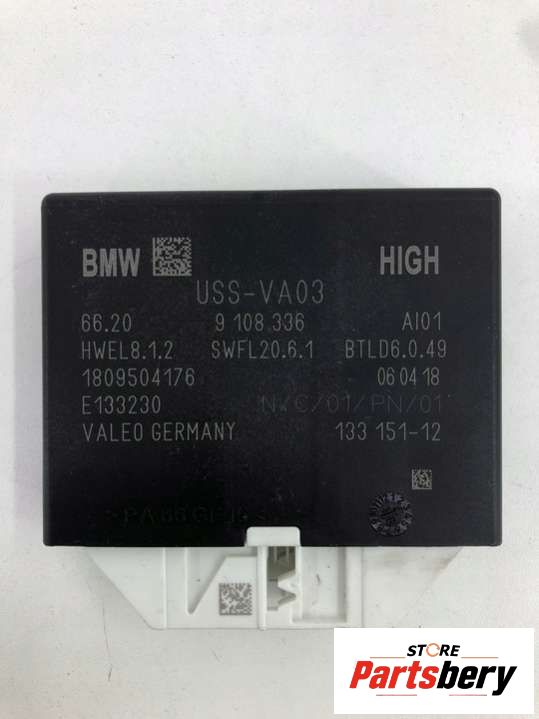 BMW HIGH
USS-VA03
66.20 9 108 336 AI01
HWEL8.1.2 SWFL20.6.1 BTLD6.0.49
1809504176 06 04 18
E133230 N/C/01/PN/01
VALEO GERMANY 133 151-12
STORE
Partsbery